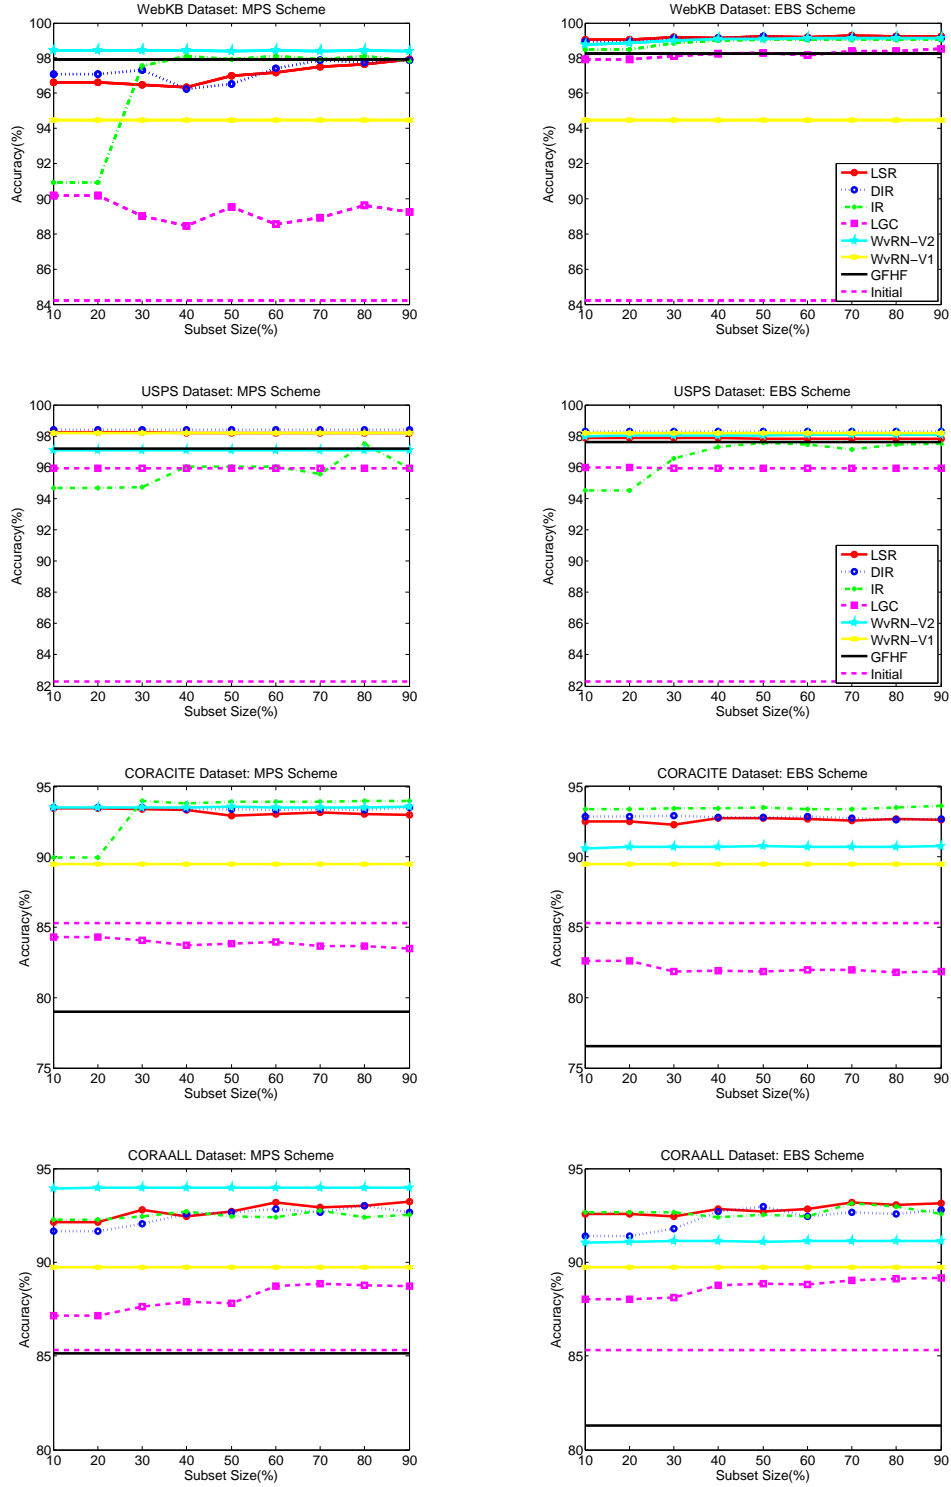 WebKB Dataset: MPS Scheme
100
98
96
94
92
90
88
86
84
Accuracy(%)
10 20 30 40 50 60 70 80 90
Subset Size(%)
WebKB Dataset: EBS Scheme
100
98
96
94
92
90
88
86
84
Accuracy(%)
LSR
DIR
IR
LGC
WvRN−V2
WvRN−V1
GFHF
Initial
10 20 30 40 50 60 70 80 90
Subset Size(%)
USPS Dataset: MPS Scheme
100
98
96
94
92
90
88
86
84
82
Accuracy(%)
10 20 30 40 50 60 70 80 90
Subset Size(%)
USPS Dataset: EBS Scheme
100
98
96
94
92
90
88
86
84
82
Accuracy(%)
LSR
DIR
IR
LGC
WvRN−V2
WvRN−V1
GFHF
Initial
10 20 30 40 50 60 70 80 90
Subset Size(%)
CORACITE Dataset: MPS Scheme
95
90
85
80
75
Accuracy(%)
10 20 30 40 50 60 70 80 90
Subset Size(%)
CORACITE Dataset: EBS Scheme
95
90
85
80
75
Accuracy(%)
10 20 30 40 50 60 70 80 90
Subset Size(%)
CORAALL Dataset: MPS Scheme
95
90
85
80
Accuracy(%)
10 20 30 40 50 60 70 80 90
Subset Size(%)
CORAALL Dataset: EBS Scheme
95
90
85
80
Accuracy(%)
10 20 30 40 50 60 70 80 90
Subset Size(%)